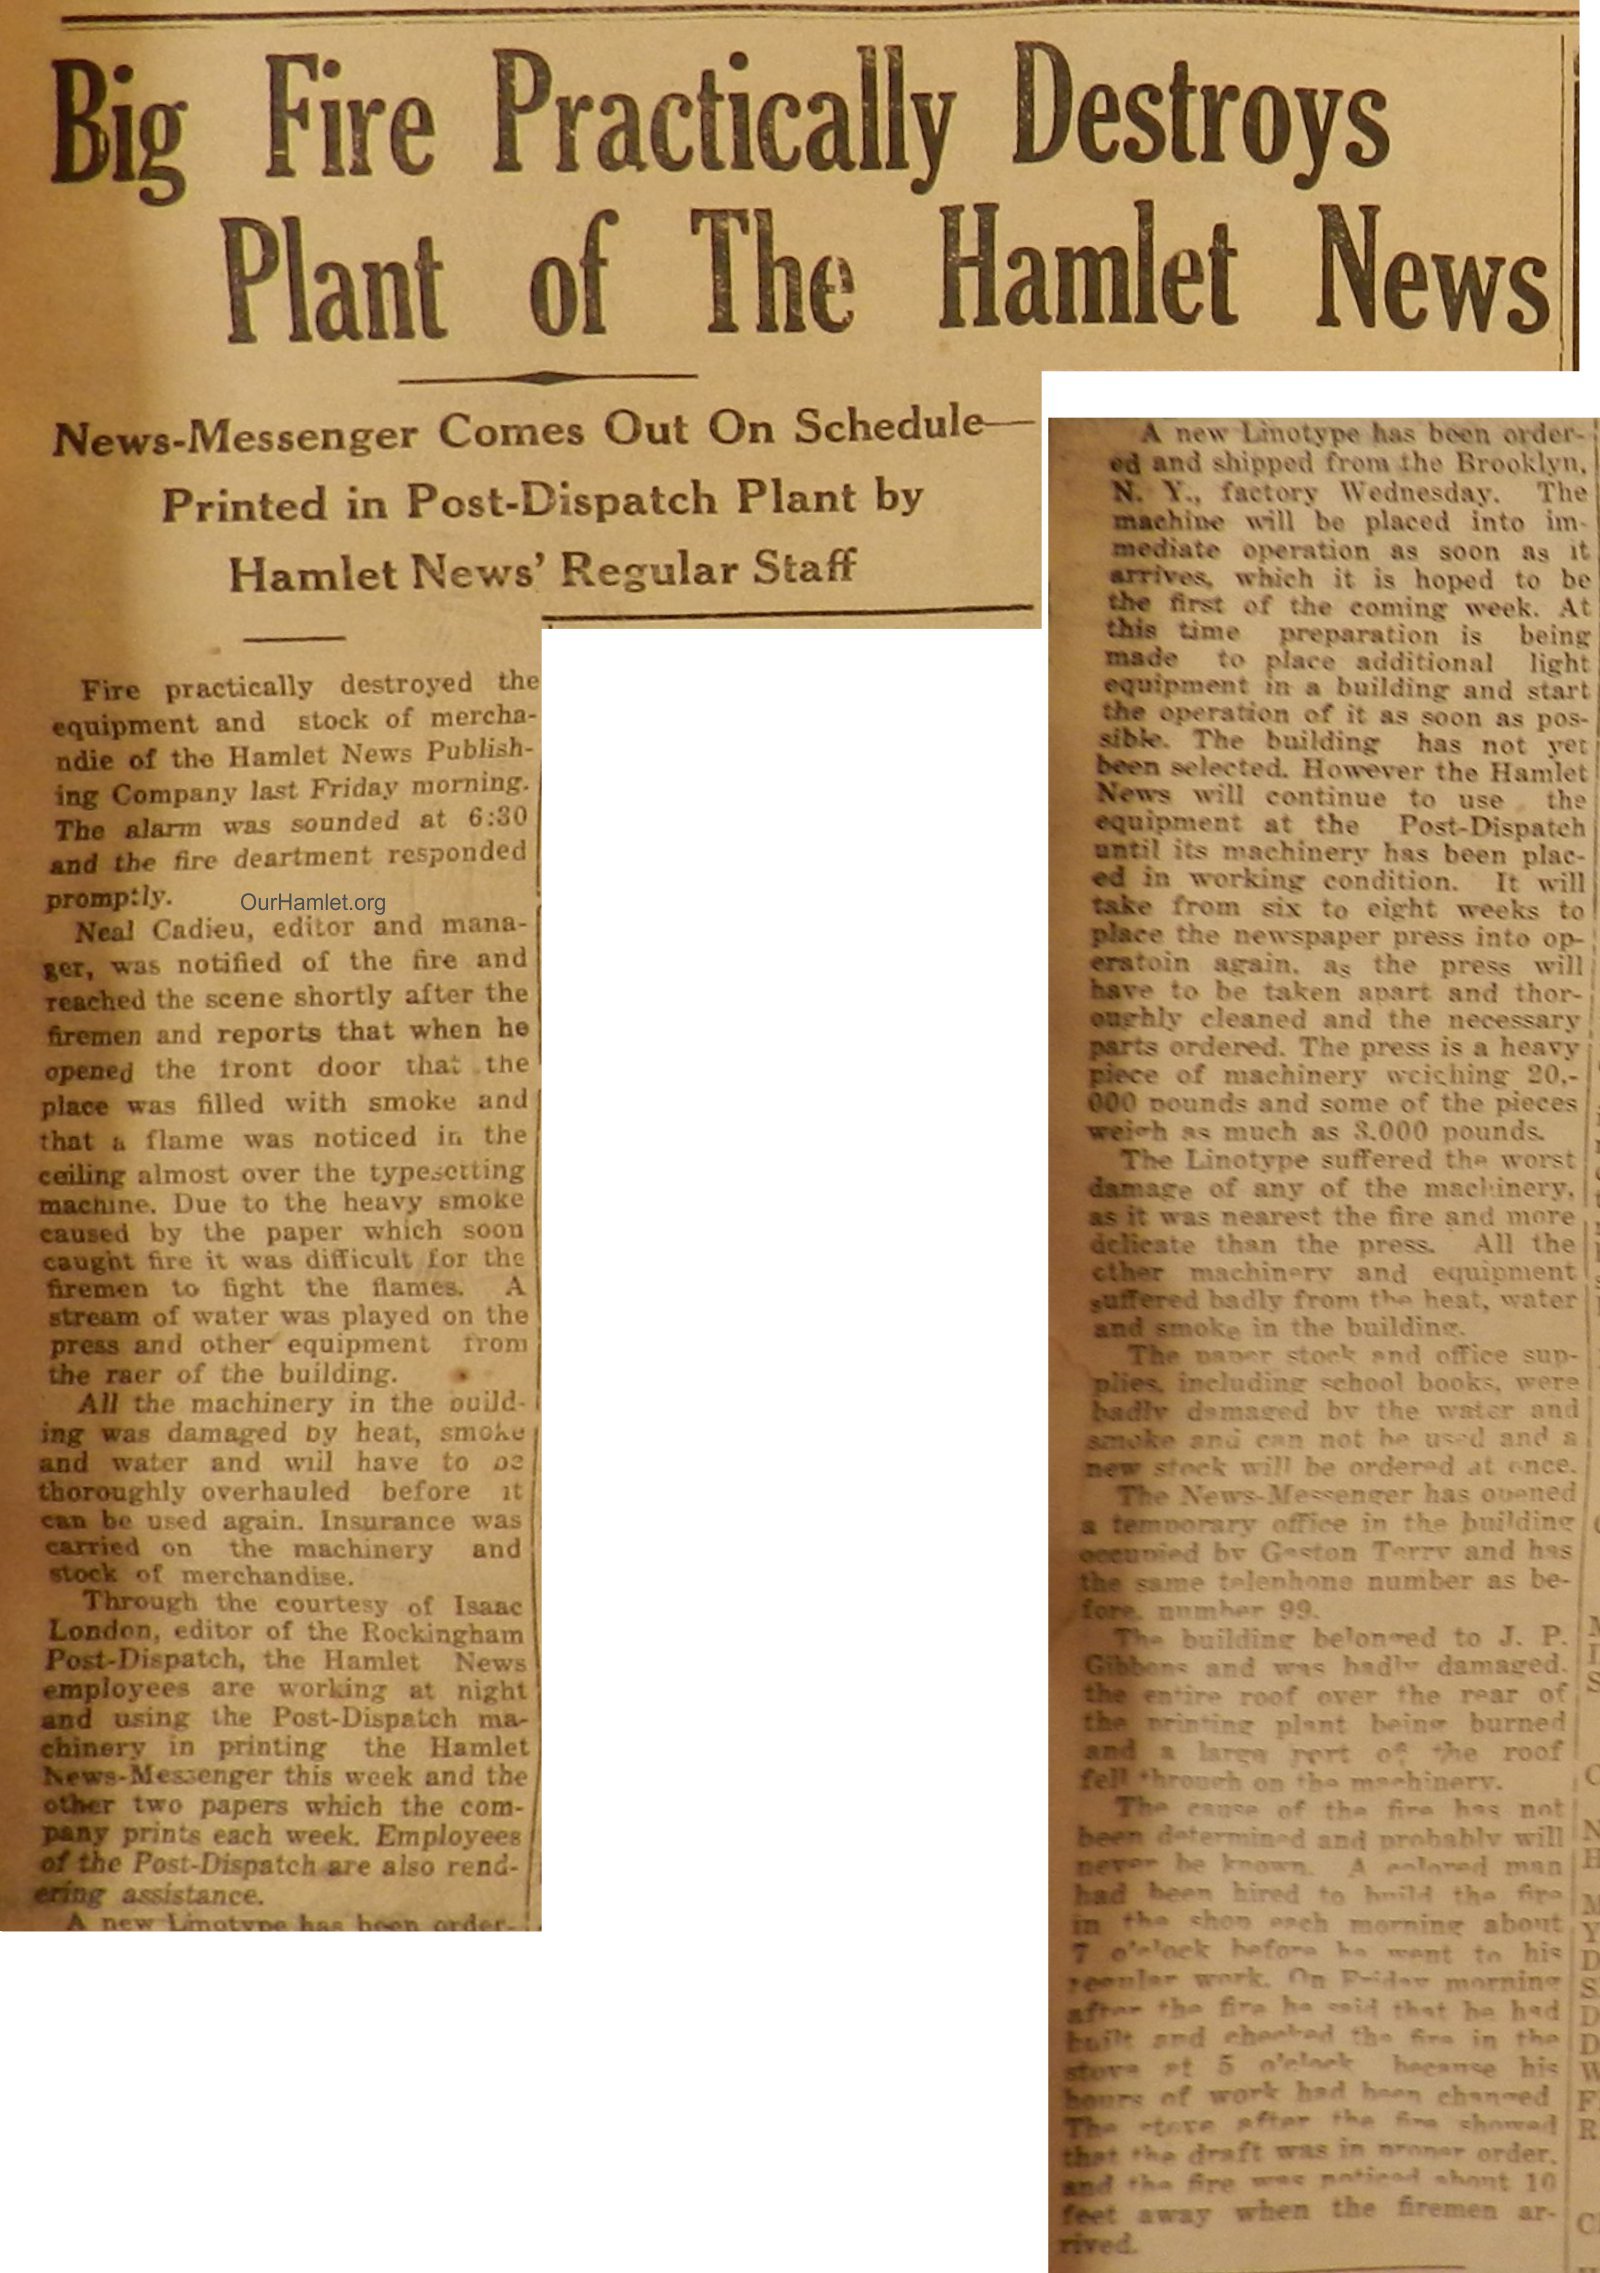 Big Fire Practically Destroys
Plant of The Hamlet News
News-Messenger Comes Out On Schedule—
Printed in Post-Dispatch Plant by
Hamlet News' Regular Staff
Fire practically destroyed the
equipment and stock of mercha-
ndie of the Hamlet News Publish-
ing Company last Friday morning.
The alarm was sounded at 6:30
and the fire deartment responded
promptly.
OurHamlet.org
Neal Cadieu, editor and mana-
ger, was notified of the fire and
reached the scene shortly after the
firemen and reports that when he
opened the front door that the
place was filled with smoke and
that a flame was noticed in the
ceiling almost over the typesetting
machine. Due to the heavy smoke
caused by the paper which soon
caught fire it was difficult for the
firemen to fight the flames. A
stream of water was played on the
press and other equipment from
the raer of the building.
All the machinery in the build-
ing was damaged by heat, smoke
and water and will have to be
thoroughly overhauled before it
can be used again. Insurance was
carried on the machinery and
stock of merchandise.
Through the courtesy of Isaac
London, editor of the Rockingham
Post-Dispatch, the Hamlet News
employees are working at night
and using the Post-Dispatch ma-
chinery in printing the Hamlet
News-Messenger this week and the
other two papers which the com-
pany prints each week. Employees
of the Post-Dispatch are also rend-
ering assistance.
A new Linotype has been order-
A new Linotype has been order-
ed and shipped from the Brooklyn,
N. Y., factory Wednesday. The
machine will be placed into im-
mediate operation as soon as it
arrives, which it is hoped to be
the first of the coming week. At
this time preparation is being
made to place additional light
equipment in a building and start
the operation of it as soon as pos-
sible. The building has not yet
been selected. However the Hamlet
News will continue to use the
equipment at the Post-Dispatch
until its machinery has been plac-
ed in working condition. It will
take from six to eight weeks to
place the newspaper press into op-
eratoin again. as the press will
have to be taken apart and thor-
oughly cleaned and the necessary
parts ordered. The press is a heavy
piece of machinery weighing 20,-
000 pounds and some of the pieces
weigh as much as 3.000 pounds.
The Linotype suffered the worst
damage of any of the machinery,
as it was nearest the fire and more
delicate than the press. All the
other machinery and equipment
suffered badly from the heat, water
and smoke in the building.
The paper stock and office sup-
plies, including school books, were
badly damaged by the water and
smoke and can not be used and a
new stock will be ordered at once.
The News-Messenger has opened
a temporary office in the building
occupied by Gaston Terry and has
the same telephone number as be-
fore, number 99.
The building belonged to J. P.
Gibbons and was badly damaged.
the entire roof over the rear of
the printing plant being burned
and a large part of the roof
fell through on the machinery.
The cause of the fire has not
been determined and probably will
never be known. A colored man
had been hired to build the fire
in the shop each morning about
7 o'clock before he went to his
regular work. On Friday morning
after the fire he said that he had
built and checked the fire in the
stove at 5 o'clock because his
hours of work had been changed
The stove after the fire showed
that the draft was in proper order.
and the fire was noticed about 10
feet away when the firemen ar-
rived.